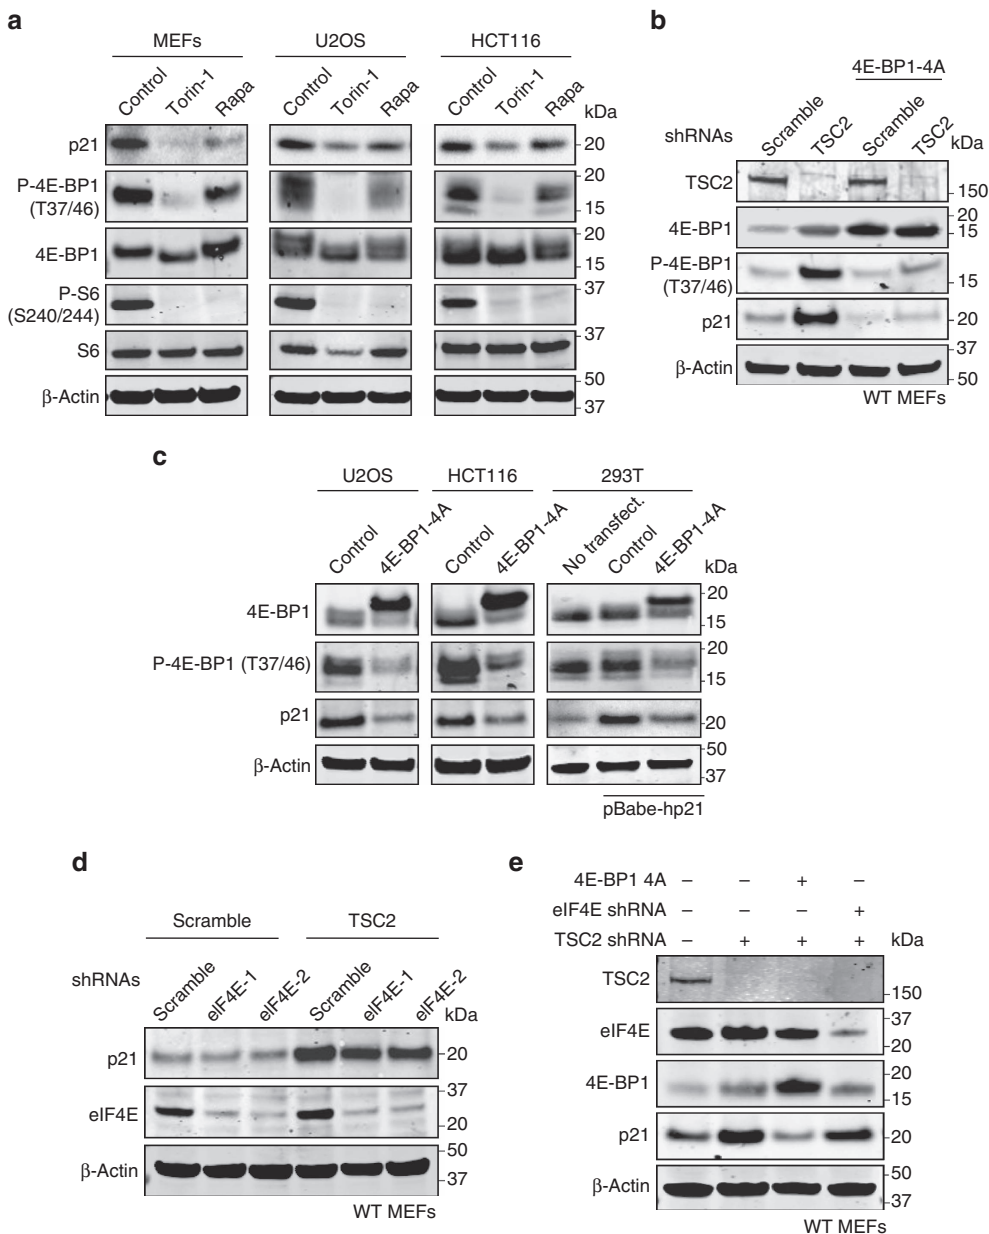 a
MEFs U2OS HCT116
Control Torin-1 Rapa Control Torin-1 Rapa Control Torin-1 Rapa kDa
p21 20
P-4E-BP1 (T37/46) 20 15
4E-BP1 20 15
P-S6 (S240/244) 37
S6 37
β-Actin 50 37
b
4E-BP1-4A
shRNAs Scramble TSC2 Scramble TSC2 kDa
TSC2 150
4E-BP1 20 15
P-4E-BP1 (T37/46) 15
p21 20
β-Actin 37 50
WT MEFs
c
U2OS HCT116 293T
Control 4E-BP1-4A Control 4E-BP1-4A No transfect. Control 4E-BP1-4A kDa
4E-BP1 20 15
P-4E-BP1 (T37/46) 20 15
p21 20
β-Actin 50 37
pBabe-hp21
d
Scramble TSC2
shRNAs Scramble eIF4E-1 eIF4E-2 Scramble eIF4E-1 eIF4E-2 kDa
p21 20
eIF4E 37 20
β-Actin 50 37
WT MEFs
e
4E-BP1 4A – – + –
eIF4E shRNA – – – +
TSC2 shRNA – + + + kDa
TSC2 150
eIF4E 37 20
4E-BP1 20 15
p21 20
β-Actin 50 37
WT MEFs